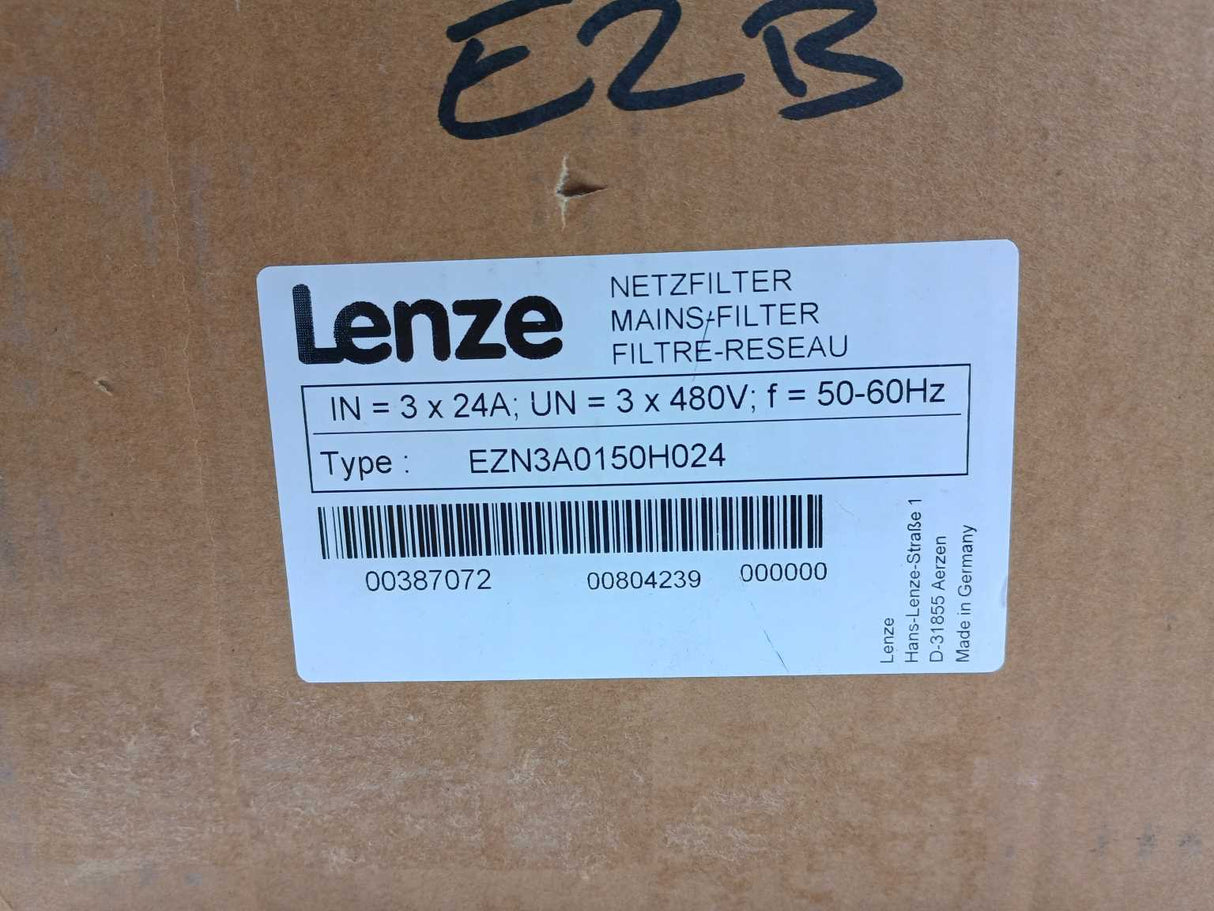 E2B
Lenze
NETZFILTER
MAINS-FILTER
FILTRE-RESEAU
IN = 3 x 24A; UN = 3 x 480V; f = 50-60Hz
Type : EZN3A0150H024
00387072 00804239 000000
Lenze
Hans-Lenze-Straße 1
D-31855 Aerzen
Made in Germany